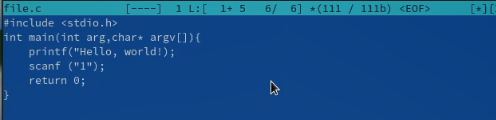 file.c [----] 1 L:[ 1+ 5 6/ 6] *(111 / 111b) <EOF> [*][
#include <stdio.h>
int main(int arg,char* argv[]){
    printf("Hello, world!);
    scanf ("1");
    return 0;
}